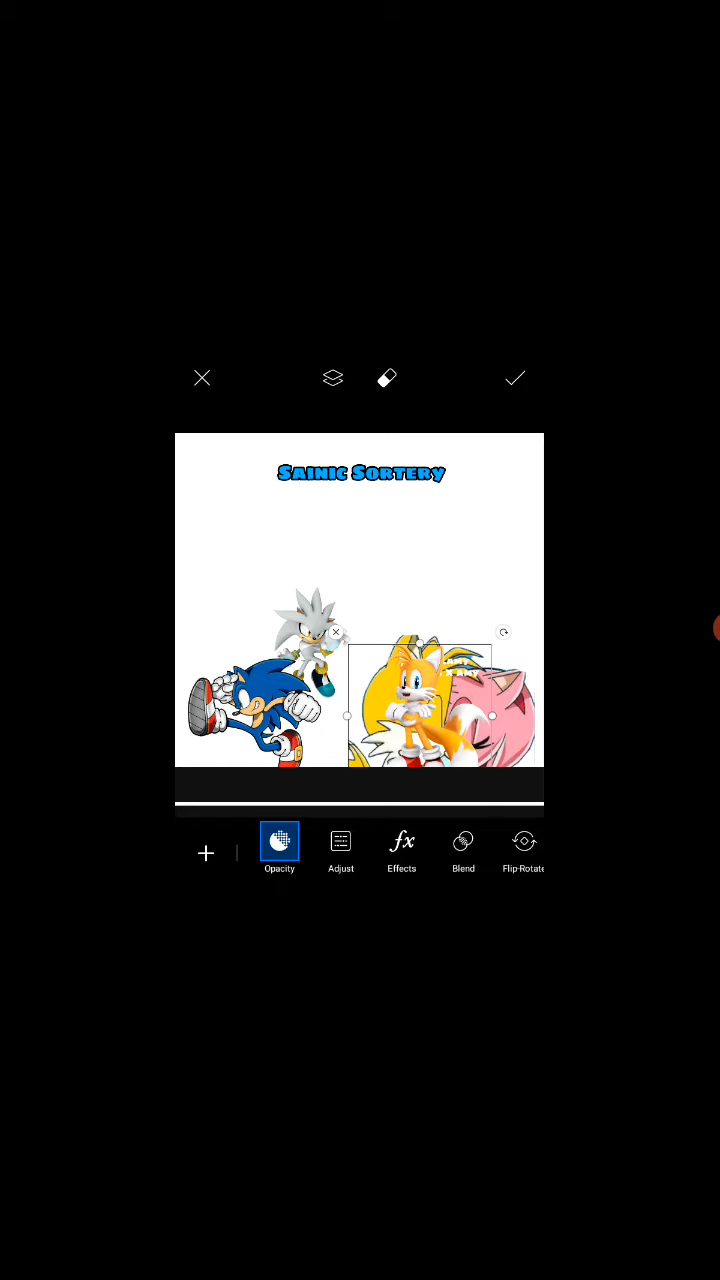 Sainic Sortery
Opacity
Adjust
Effects
Blend
Flip-Rotate